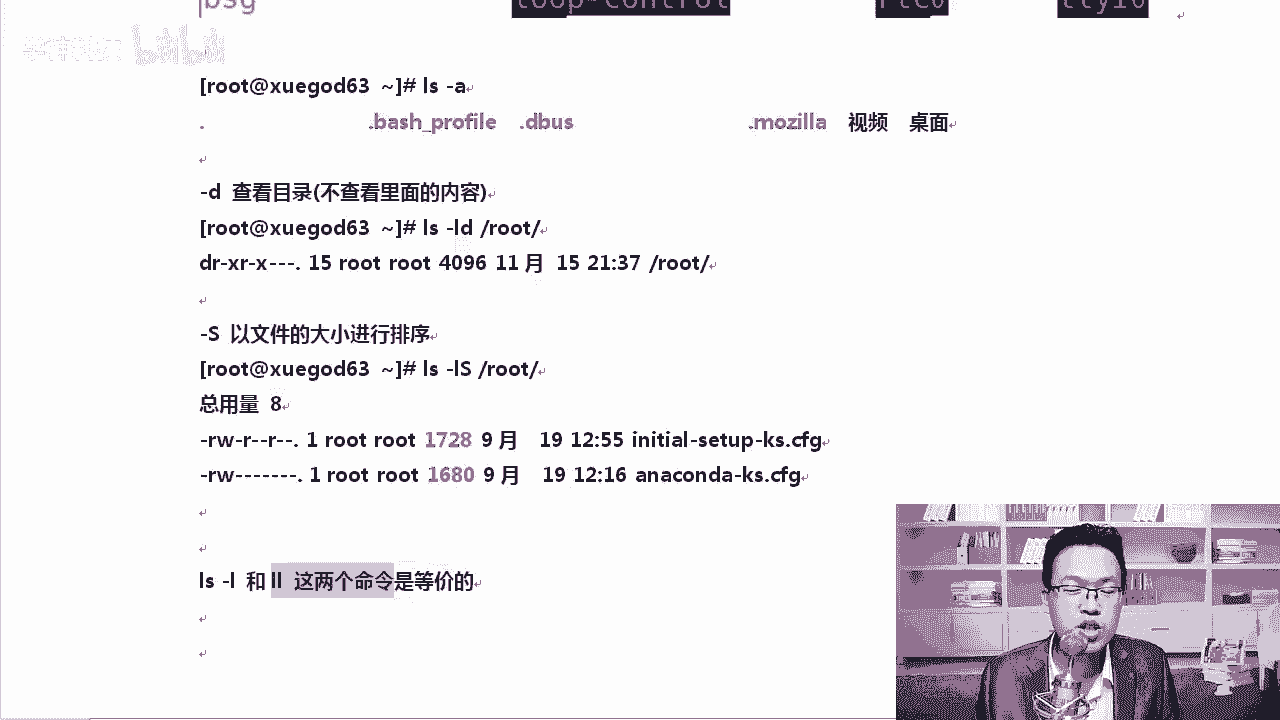 bsg loop-control rtc0 tty10
bilibili
[root@xuegod63 ~]# ls -a
. .bash_profile .dbus .mozilla 视频 桌面
-d 查看目录(不查看里面的内容)
[root@xuegod63 ~]# ls -ld /root/
dr-xr-x---. 15 root root 4096 11月 15 21:37 /root/
-S 以文件的大小进行排序
[root@xuegod63 ~]# ls -lS /root/
总用量 8
-rw-r--r--. 1 root root 1728 9月 19 12:55 initial-setup-ks.cfg
-rw-------. 1 root root 1680 9月 19 12:16 anaconda-ks.cfg
ls -l 和 ll 这两个命令是等价的